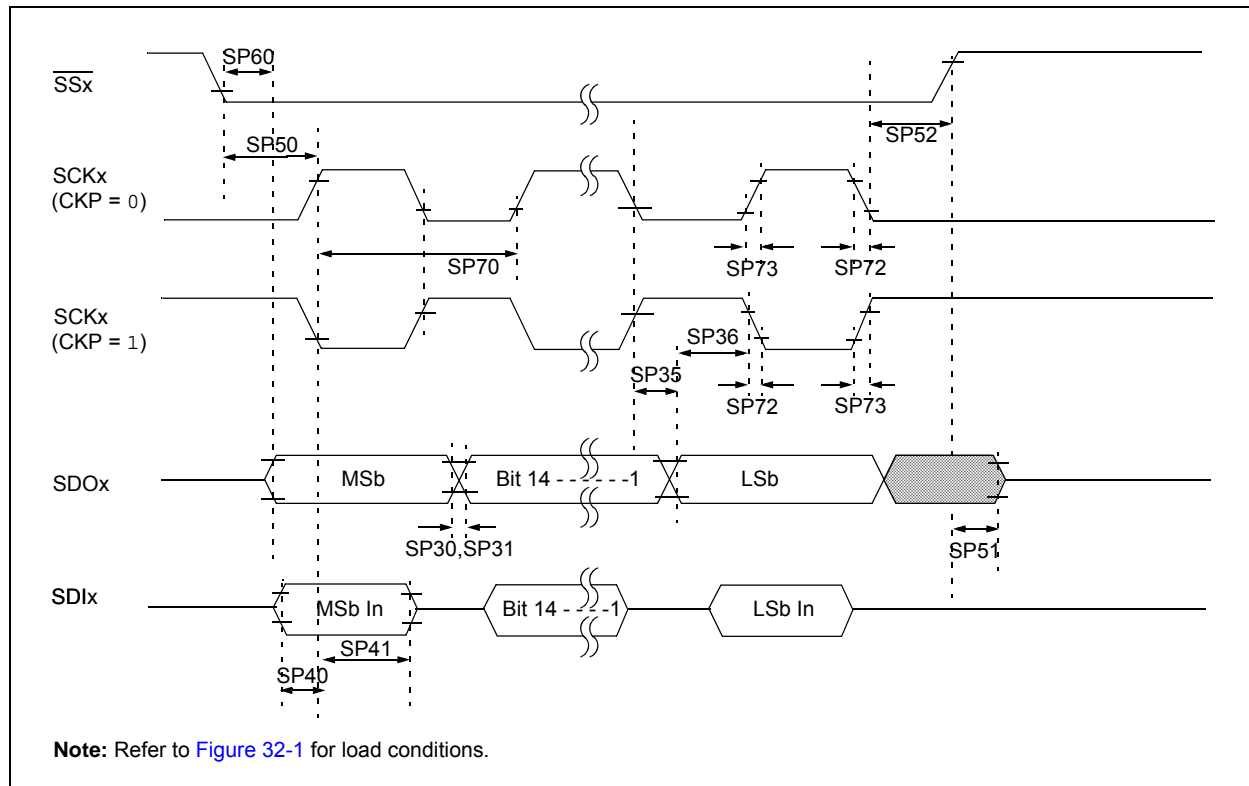 SP60
SSx
SP52
SP50
SCKx
(CKP = 0)
SP73 SP72
SP70
SCKx
(CKP = 1)
SP36
SP35
SP72 SP73
SDOx
MSb Bit 14 - - - - - -1 LSb
SP30,SP31
SP51
SDIx
MSb In Bit 14 - - - - -1 LSb In
SP41
SP40
Note: Refer to Figure 32-1 for load conditions.